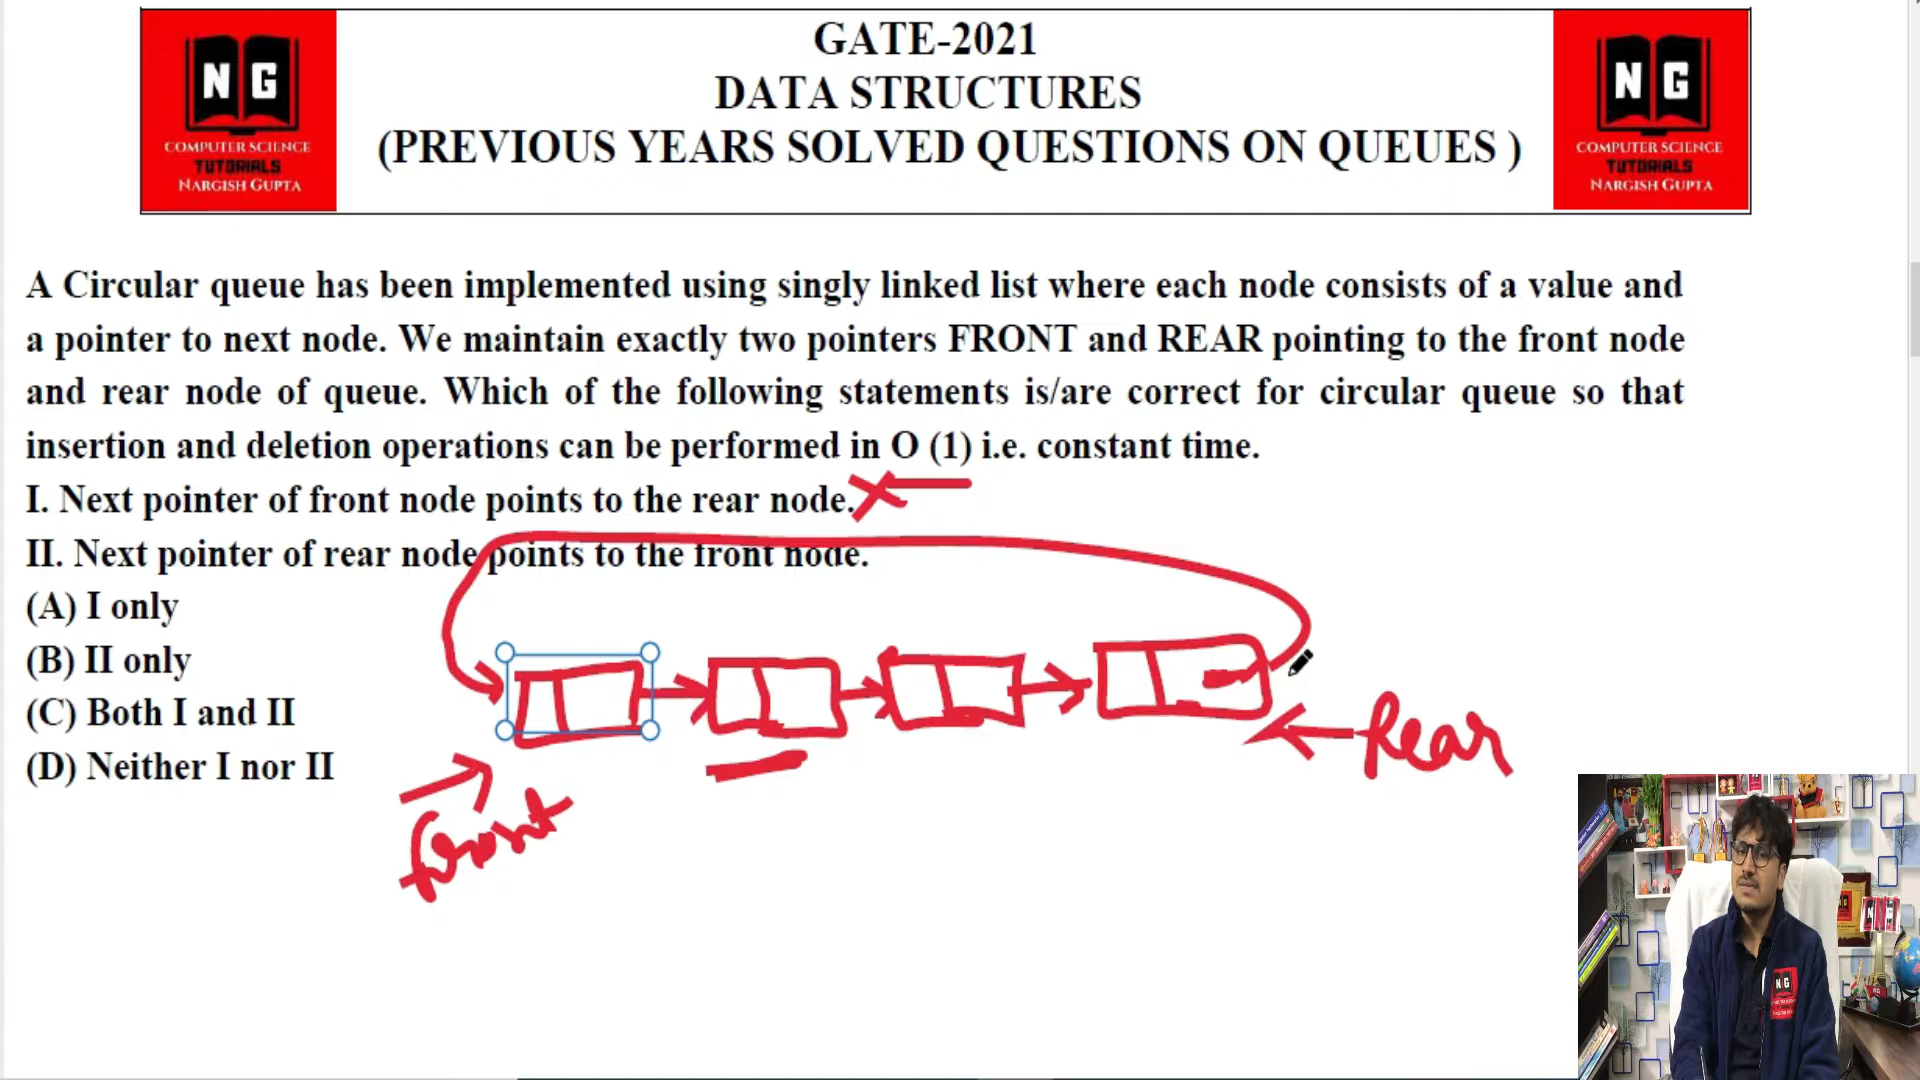 NG
COMPUTER SCIENCE
TUTORIALS
NARGISH GUPTA
GATE-2021
DATA STRUCTURES
(PREVIOUS YEARS SOLVED QUESTIONS ON QUEUES )
NG
COMPUTER SCIENCE
TUTORIALS
NARGISH GUPTA
A Circular queue has been implemented using singly linked list where each node consists of a value and
a pointer to next node. We maintain exactly two pointers FRONT and REAR pointing to the front node
and rear node of queue. Which of the following statements is/are correct for circular queue so that
insertion and deletion operations can be performed in O (1) i.e. constant time.
I. Next pointer of front node points to the rear node.
II. Next pointer of rear node points to the front node.
(A) I only
(B) II only
(C) Both I and II
(D) Neither I nor II
front
Rear
NG